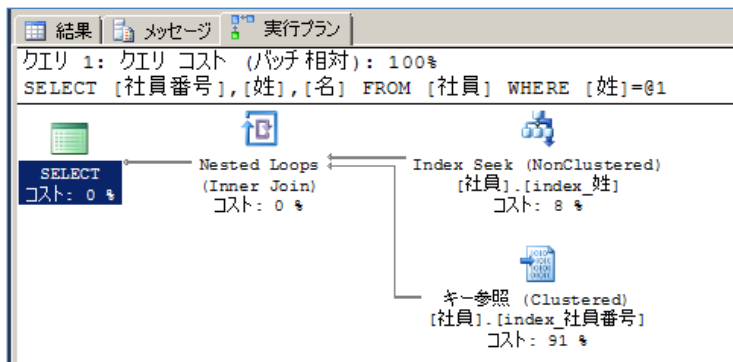 結果 メッセージ 実行プラン
クエリ 1: クエリ コスト (バッチ相対): 100%
SELECT [社員番号],[姓],[名] FROM [社員] WHERE [姓]=@1
SELECT
コスト: 0 %
Nested Loops
(Inner Join)
コスト: 0 %
Index Seek (NonClustered)
[社員].[index_姓]
コスト: 8 %
キー参照 (Clustered)
[社員].[index_社員番号]
コスト: 91 %